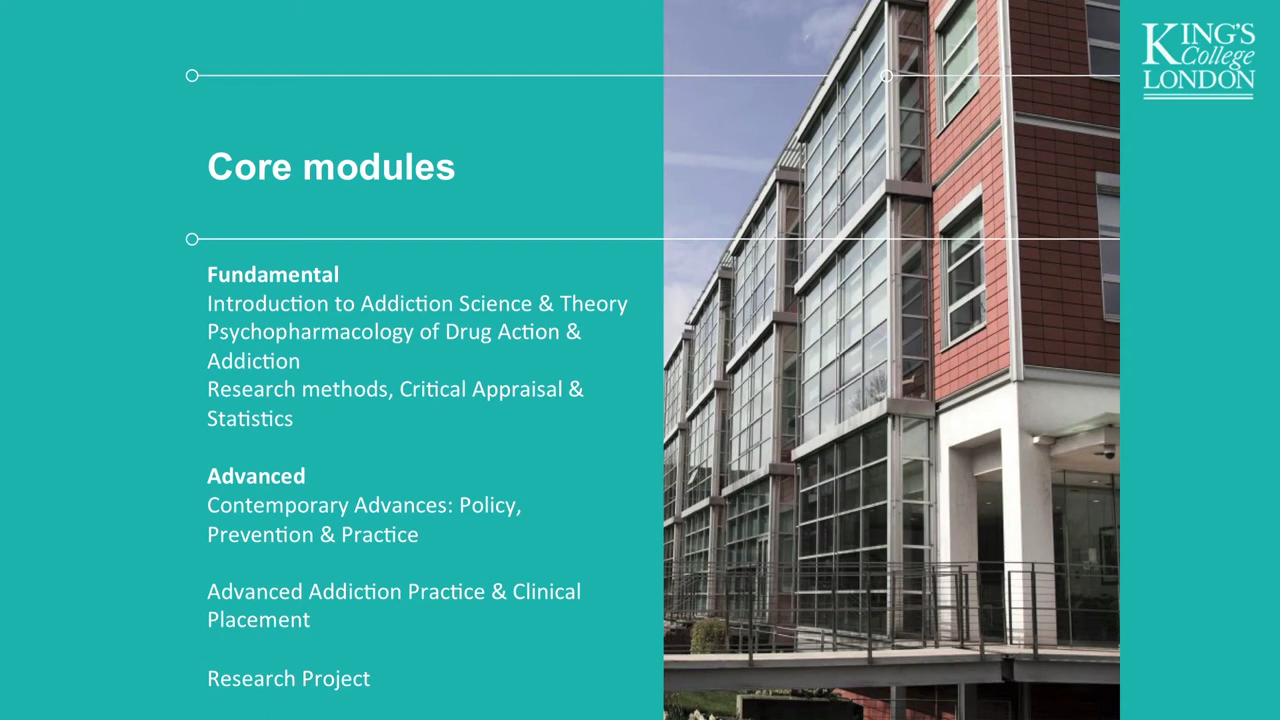 KING'S
College
LONDON
Core modules
Fundamental
Introduction to Addiction Science & Theory
Psychopharmacology of Drug Action &
Addiction
Research methods, Critical Appraisal &
Statistics
Advanced
Contemporary Advances: Policy,
Prevention & Practice
Advanced Addiction Practice & Clinical
Placement
Research Project